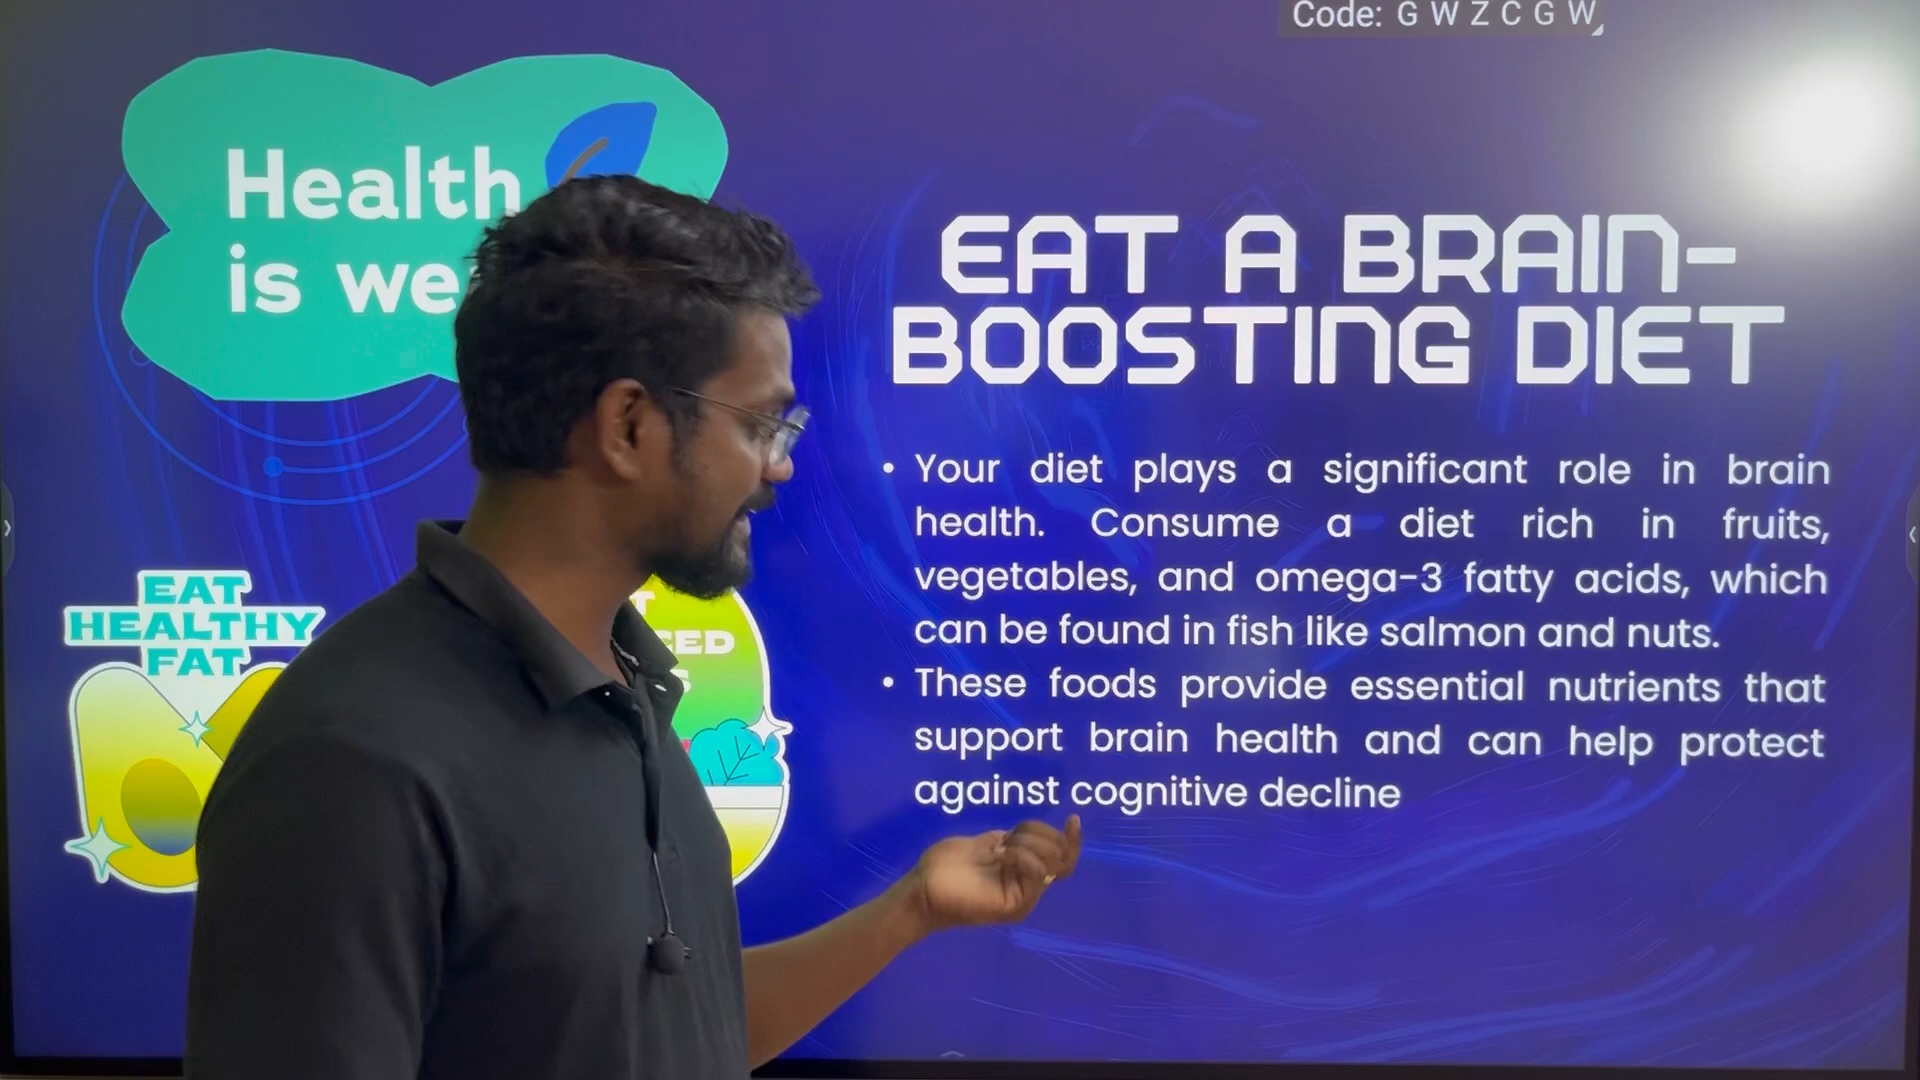 Code: G W Z C G W
Health
is we
EAT A BRAIN-
BOOSTING DIET
• Your diet plays a significant role in brain
health. Consume a diet rich in fruits,
vegetables, and omega-3 fatty acids, which
can be found in fish like salmon and nuts.
• These foods provide essential nutrients that
support brain health and can help protect
against cognitive decline
EAT
HEALTHY
FAT